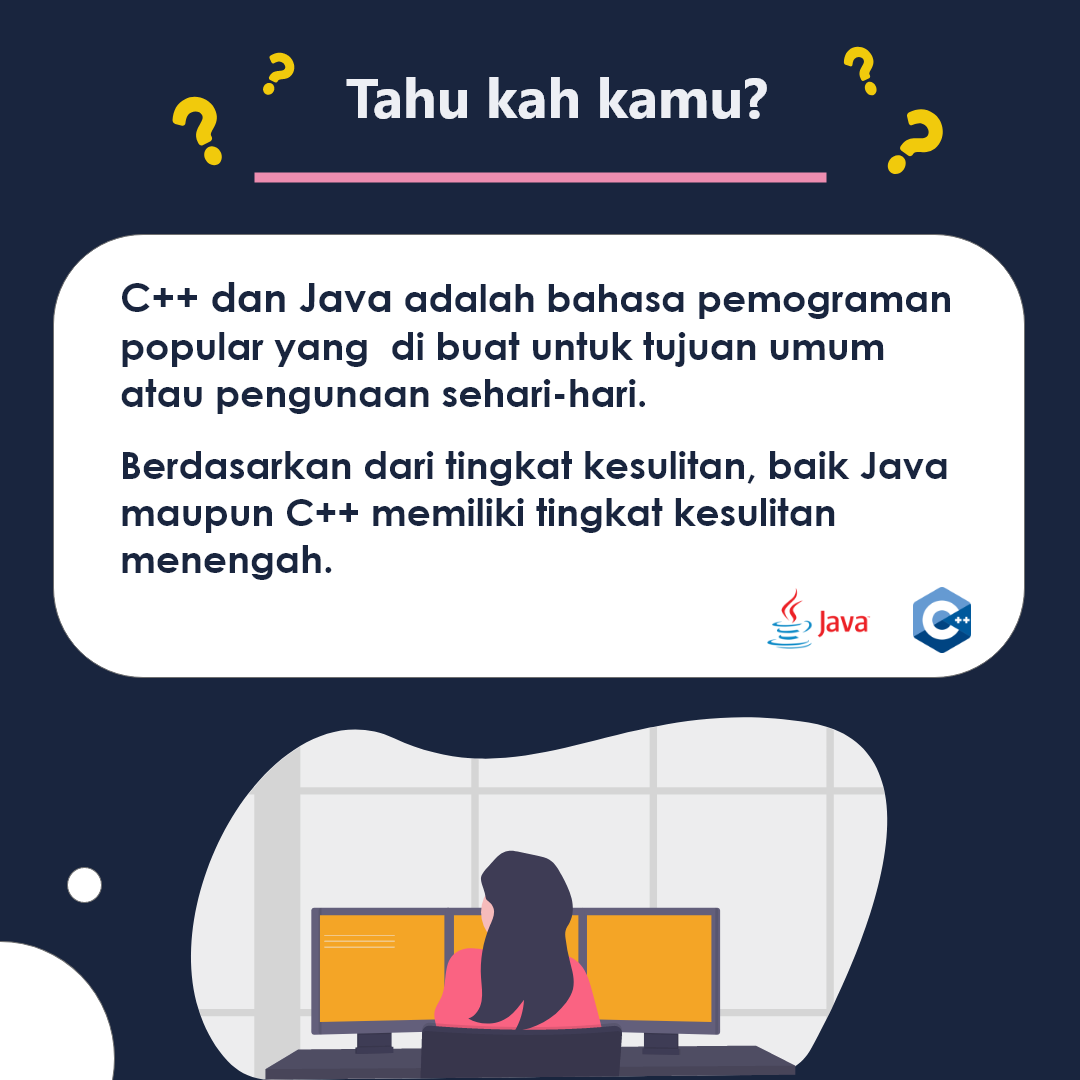 Tahu kah kamu?
C++ dan Java adalah bahasa pemograman
popular yang  di buat untuk tujuan umum
atau pengunaan sehari-hari.
Berdasarkan dari tingkat kesulitan, baik Java
maupun C++ memiliki tingkat kesulitan
menengah.
Java
C++